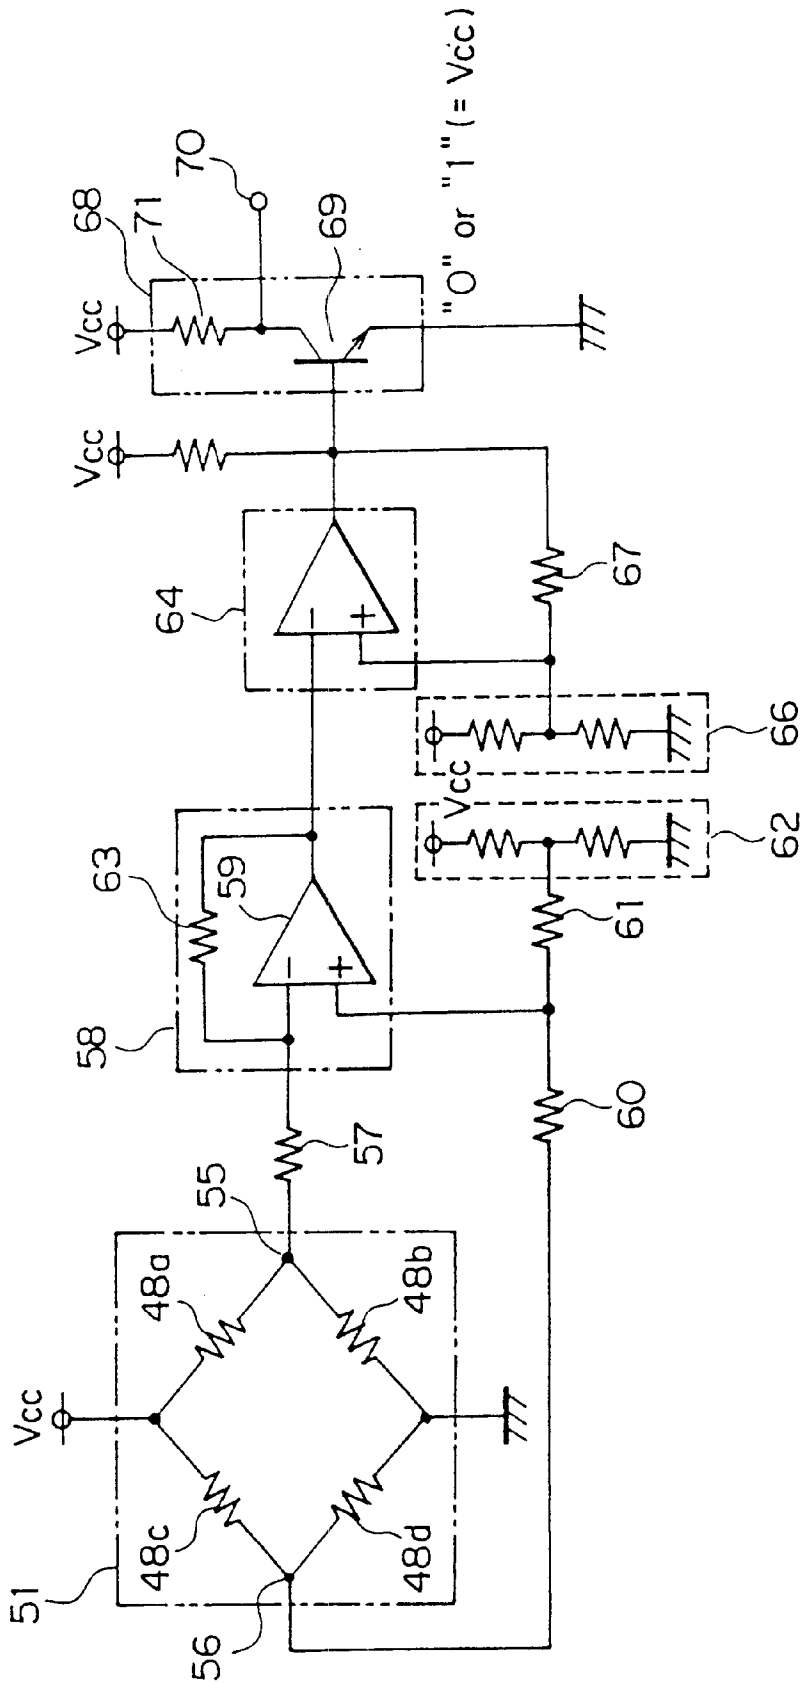 Vcc
51
48a
48c
48b
48d
55
56
57
58
63
59
−
+
60
61
62
Vcc
66
64
−
+
67
Vcc
Vcc
68
71
70
69
"0" or "1" (= Vcc)